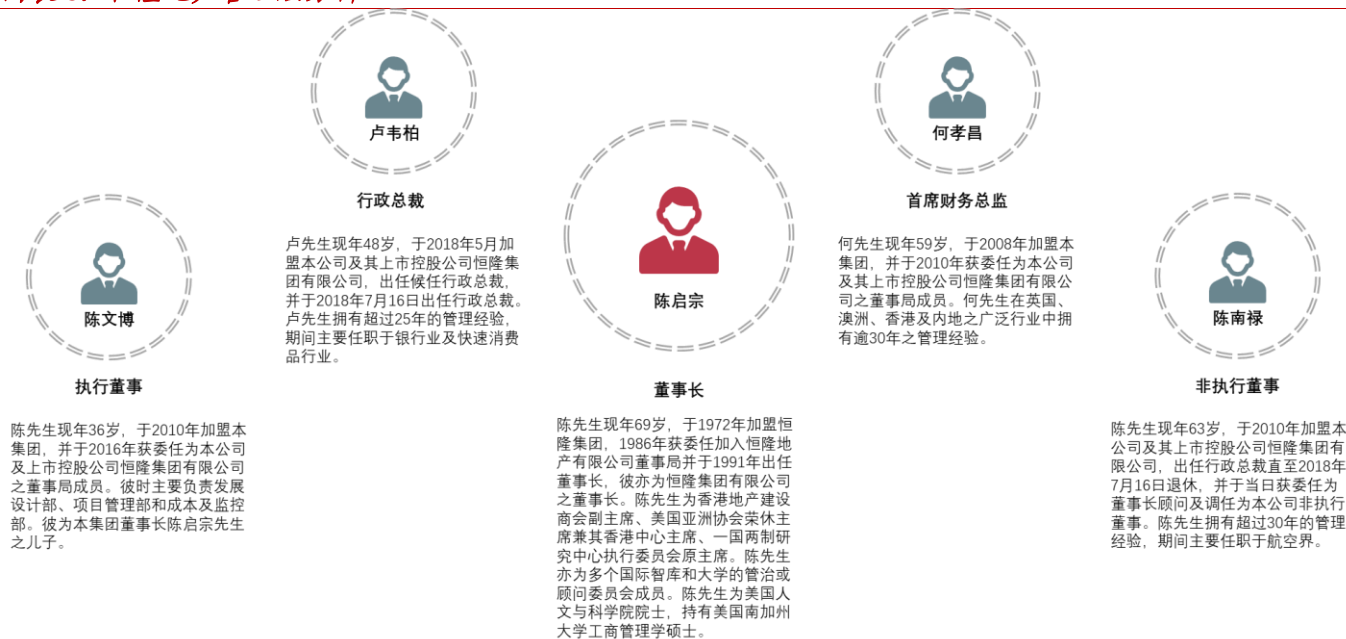 陈文博
执行董事
陈先生现年36岁，于2010年加盟本
集团，并于2016年获委任为本公司
及上市控股公司恒隆集团有限公司
之董事局成员。彼时主要负责发展
设计部、项目管理部和成本及监控
部。彼为本集团董事长陈启宗先生
之儿子。
卢韦柏
行政总裁
卢先生现年48岁，于2018年5月加
盟本公司及其上市控股公司恒隆集
团有限公司，出任候任行政总裁，
并于2018年7月16日出任行政总裁。
卢先生拥有超过25年的管理经验，
期间主要任职于银行业及快速消费
品行业。
陈启宗
董事长
陈先生现年69岁，于1972年加盟恒
隆集团，1986年获委任加入恒隆地
产有限公司董事局并于1991年出任
董事长，彼亦为恒隆集团有限公司
之董事长。陈先生为香港地产建设
商会副主席、美国亚洲协会荣休主
席兼其香港中心主席、一国两制研
究中心执行委员会原主席。陈先生
亦为多个国际智库和大学的管治或
顾问委员会成员。陈先生为美国人
文与科学院院士，持有美国南加州
大学工商管理学硕士。
何孝昌
首席财务总监
何先生现年59岁，于2008年加盟本
集团，并于2010年获委任为本公司
及其上市控股公司恒隆集团有限公
司之董事局成员。何先生在英国、
澳洲、香港及内地之广泛行业中拥
有逾30年之管理经验。
陈南禄
非执行董事
陈先生现年63岁，于2010年加盟本
公司及其上市控股公司恒隆集团有
限公司，出任行政总裁直至2018年
7月16日退休，并于当日获委任为
董事长顾问及调任为本公司非执行
董事。陈先生拥有超过30年的管理
经验，期间主要任职于航空界。